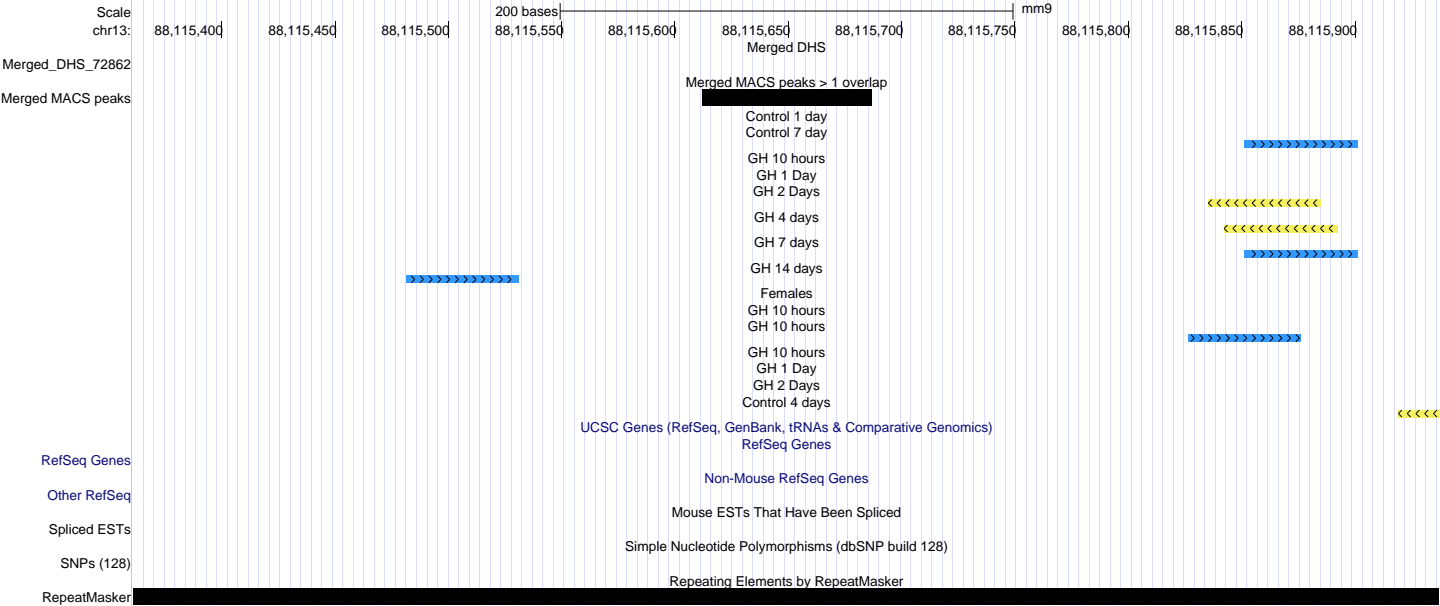 Scale 200 bases mm9
chr13: 88,115,400 88,115,450 88,115,500 88,115,550 88,115,600 88,115,650 88,115,700 88,115,750 88,115,800 88,115,850 88,115,900
Merged DHS
Merged_DHS_72862
Merged MACS peaks > 1 overlap
Merged MACS peaks
Control 1 day
Control 7 day
GH 10 hours
GH 1 Day
GH 2 Days
GH 4 days
GH 7 days
GH 14 days
Females
GH 10 hours
GH 10 hours
GH 10 hours
GH 1 Day
GH 2 Days
Control 4 days
UCSC Genes (RefSeq, GenBank, tRNAs & Comparative Genomics)
RefSeq Genes
RefSeq Genes
Non-Mouse RefSeq Genes
Other RefSeq
Mouse ESTs That Have Been Spliced
Spliced ESTs
Simple Nucleotide Polymorphisms (dbSNP build 128)
SNPs (128)
Repeating Elements by RepeatMasker
RepeatMasker